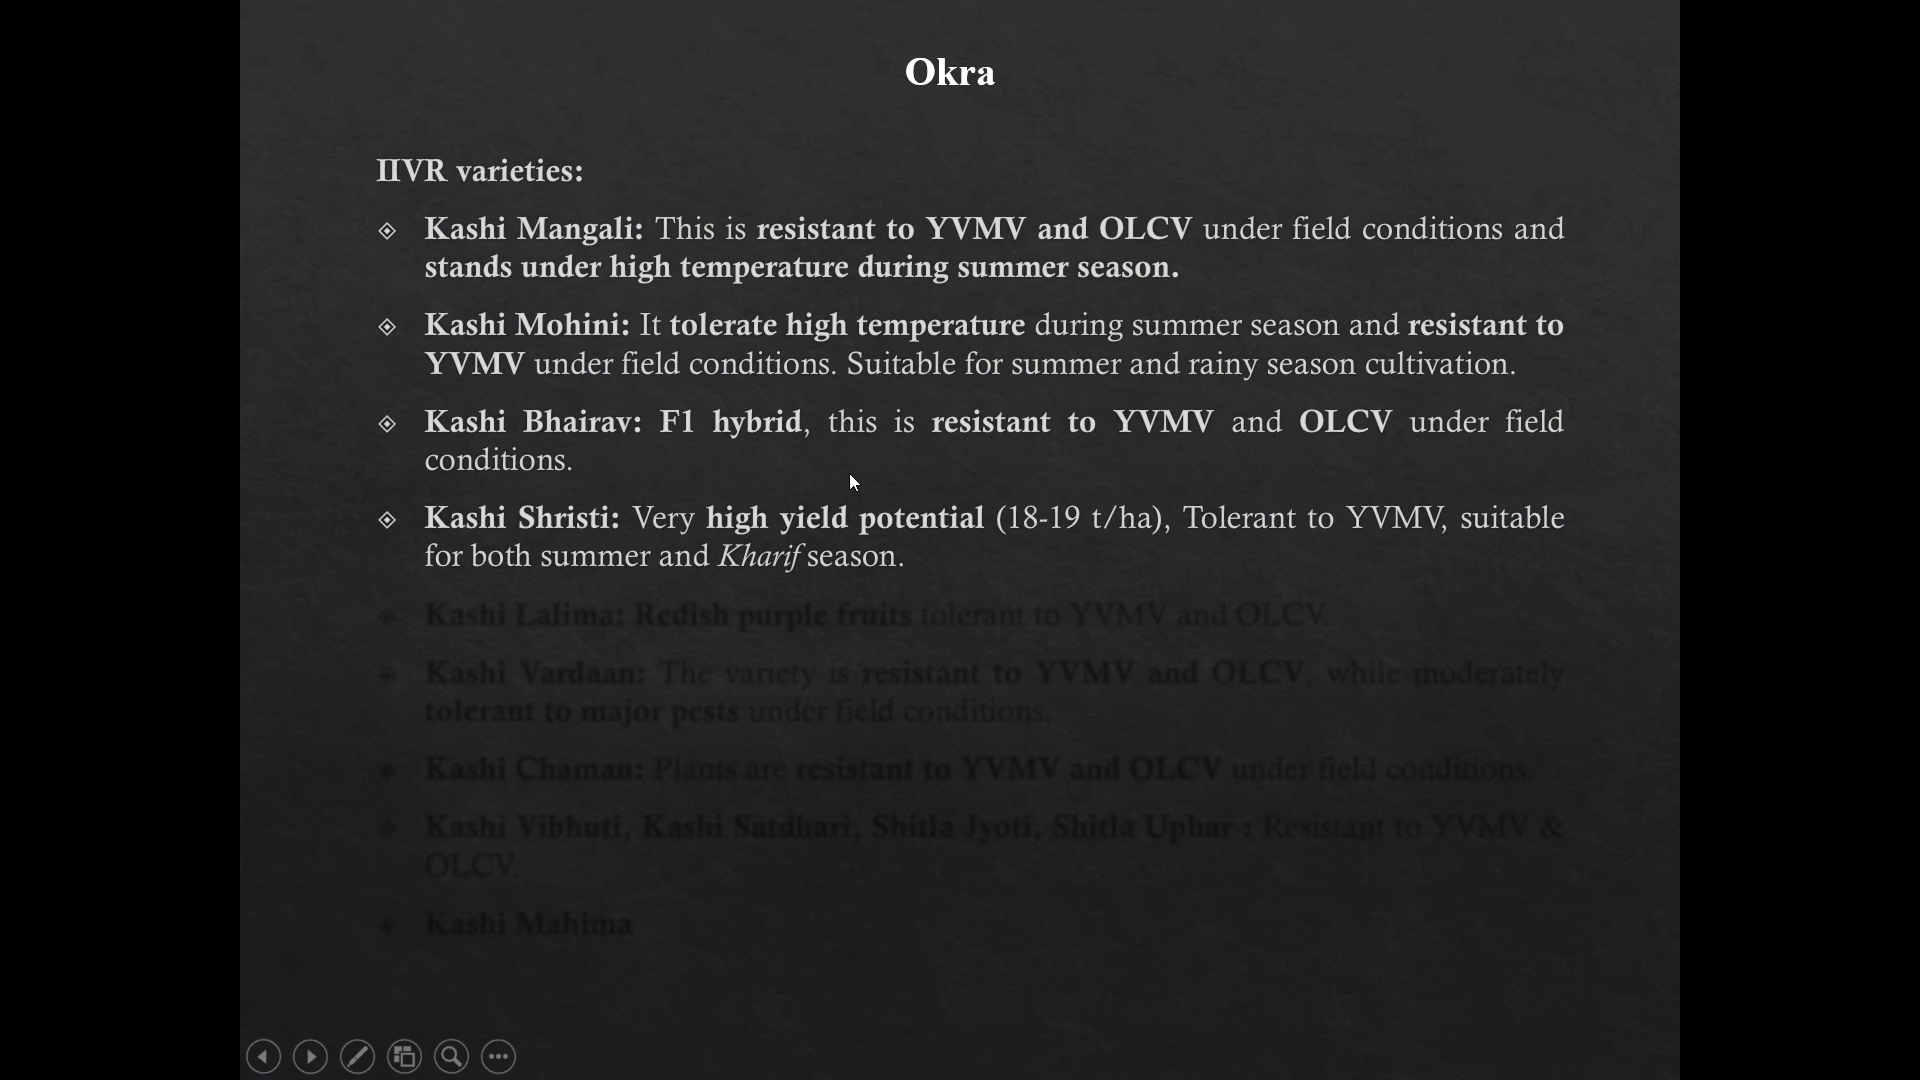 Okra
IIVR varieties:
Kashi Mangali: This is resistant to YVMV and OLCV under field conditions and
stands under high temperature during summer season.
Kashi Mohini: It tolerate high temperature during summer season and resistant to
YVMV under field conditions. Suitable for summer and rainy season cultivation.
Kashi Bhairav: F1 hybrid, this is resistant to YVMV and OLCV under field
conditions.
Kashi Shristi: Very high yield potential (18-19 t/ha), Tolerant to YVMV, suitable
for both summer and Kharif season.
Kashi Lalima: Redish purple fruits tolerant to YVMV and OLCV.
Kashi Vardaan: The variety is resistant to YVMV and OLCV, while moderately
tolerant to major pests under field conditions.
Kashi Chaman: Plants are resistant to YVMV and OLCV under field conditions.
Kashi Vibhuti, Kashi Satdhari, Shitla Jyoti, Shitla Uphar : Resistant to YVMV &
OLCV.
Kashi Mahima